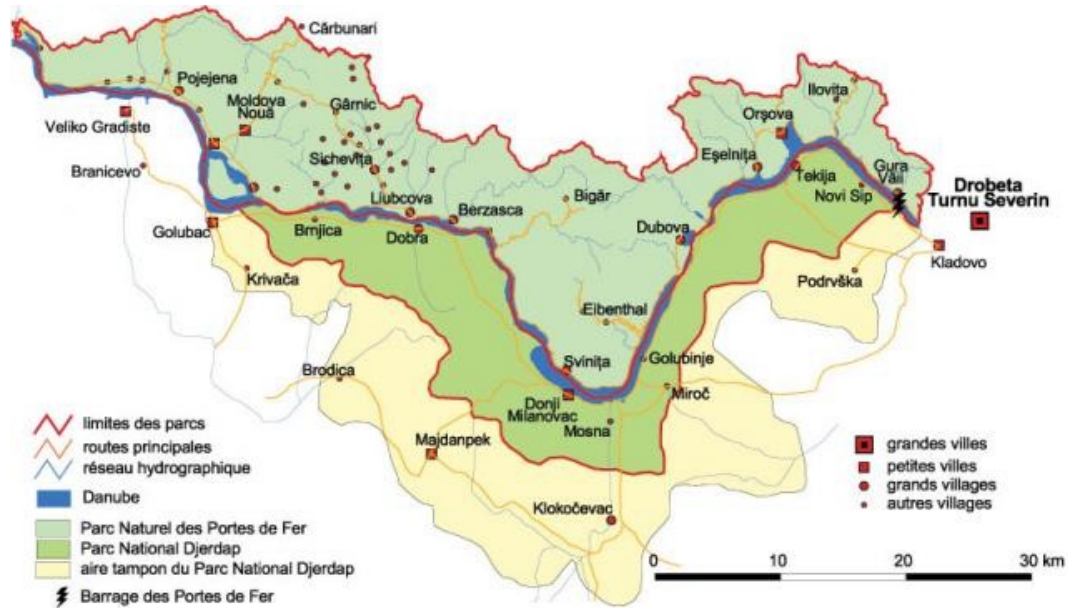 Cărbunari
Pojejena
Moldova
Nouă
Gârnic
Ilovița
Veliko Gradiste
Orșova
Sichevița
Eșelnița
Branicevo
Tekija
Gura
Văii
Novi Sip
Drobeta
Turnu Severin
Liubcova
Berzasca
Bigăr
Golubac
Brnjica
Dobra
Dubova
Kladovo
Krivača
Podrvška
Eibenthal
Svinița
Golubinje
Brodica
Miroč
Donji
Milanovac
Mosna
Majdanpek
Klokočevac
limites des parcs
routes principales
réseau hydrographique
Danube
Parc Naturel des Portes de Fer
Parc National Djerdap
aire tampon du Parc National Djerdap
Barrage des Portes de Fer
grandes villes
petites villes
grands villages
autres villages
0 10 20 30 km